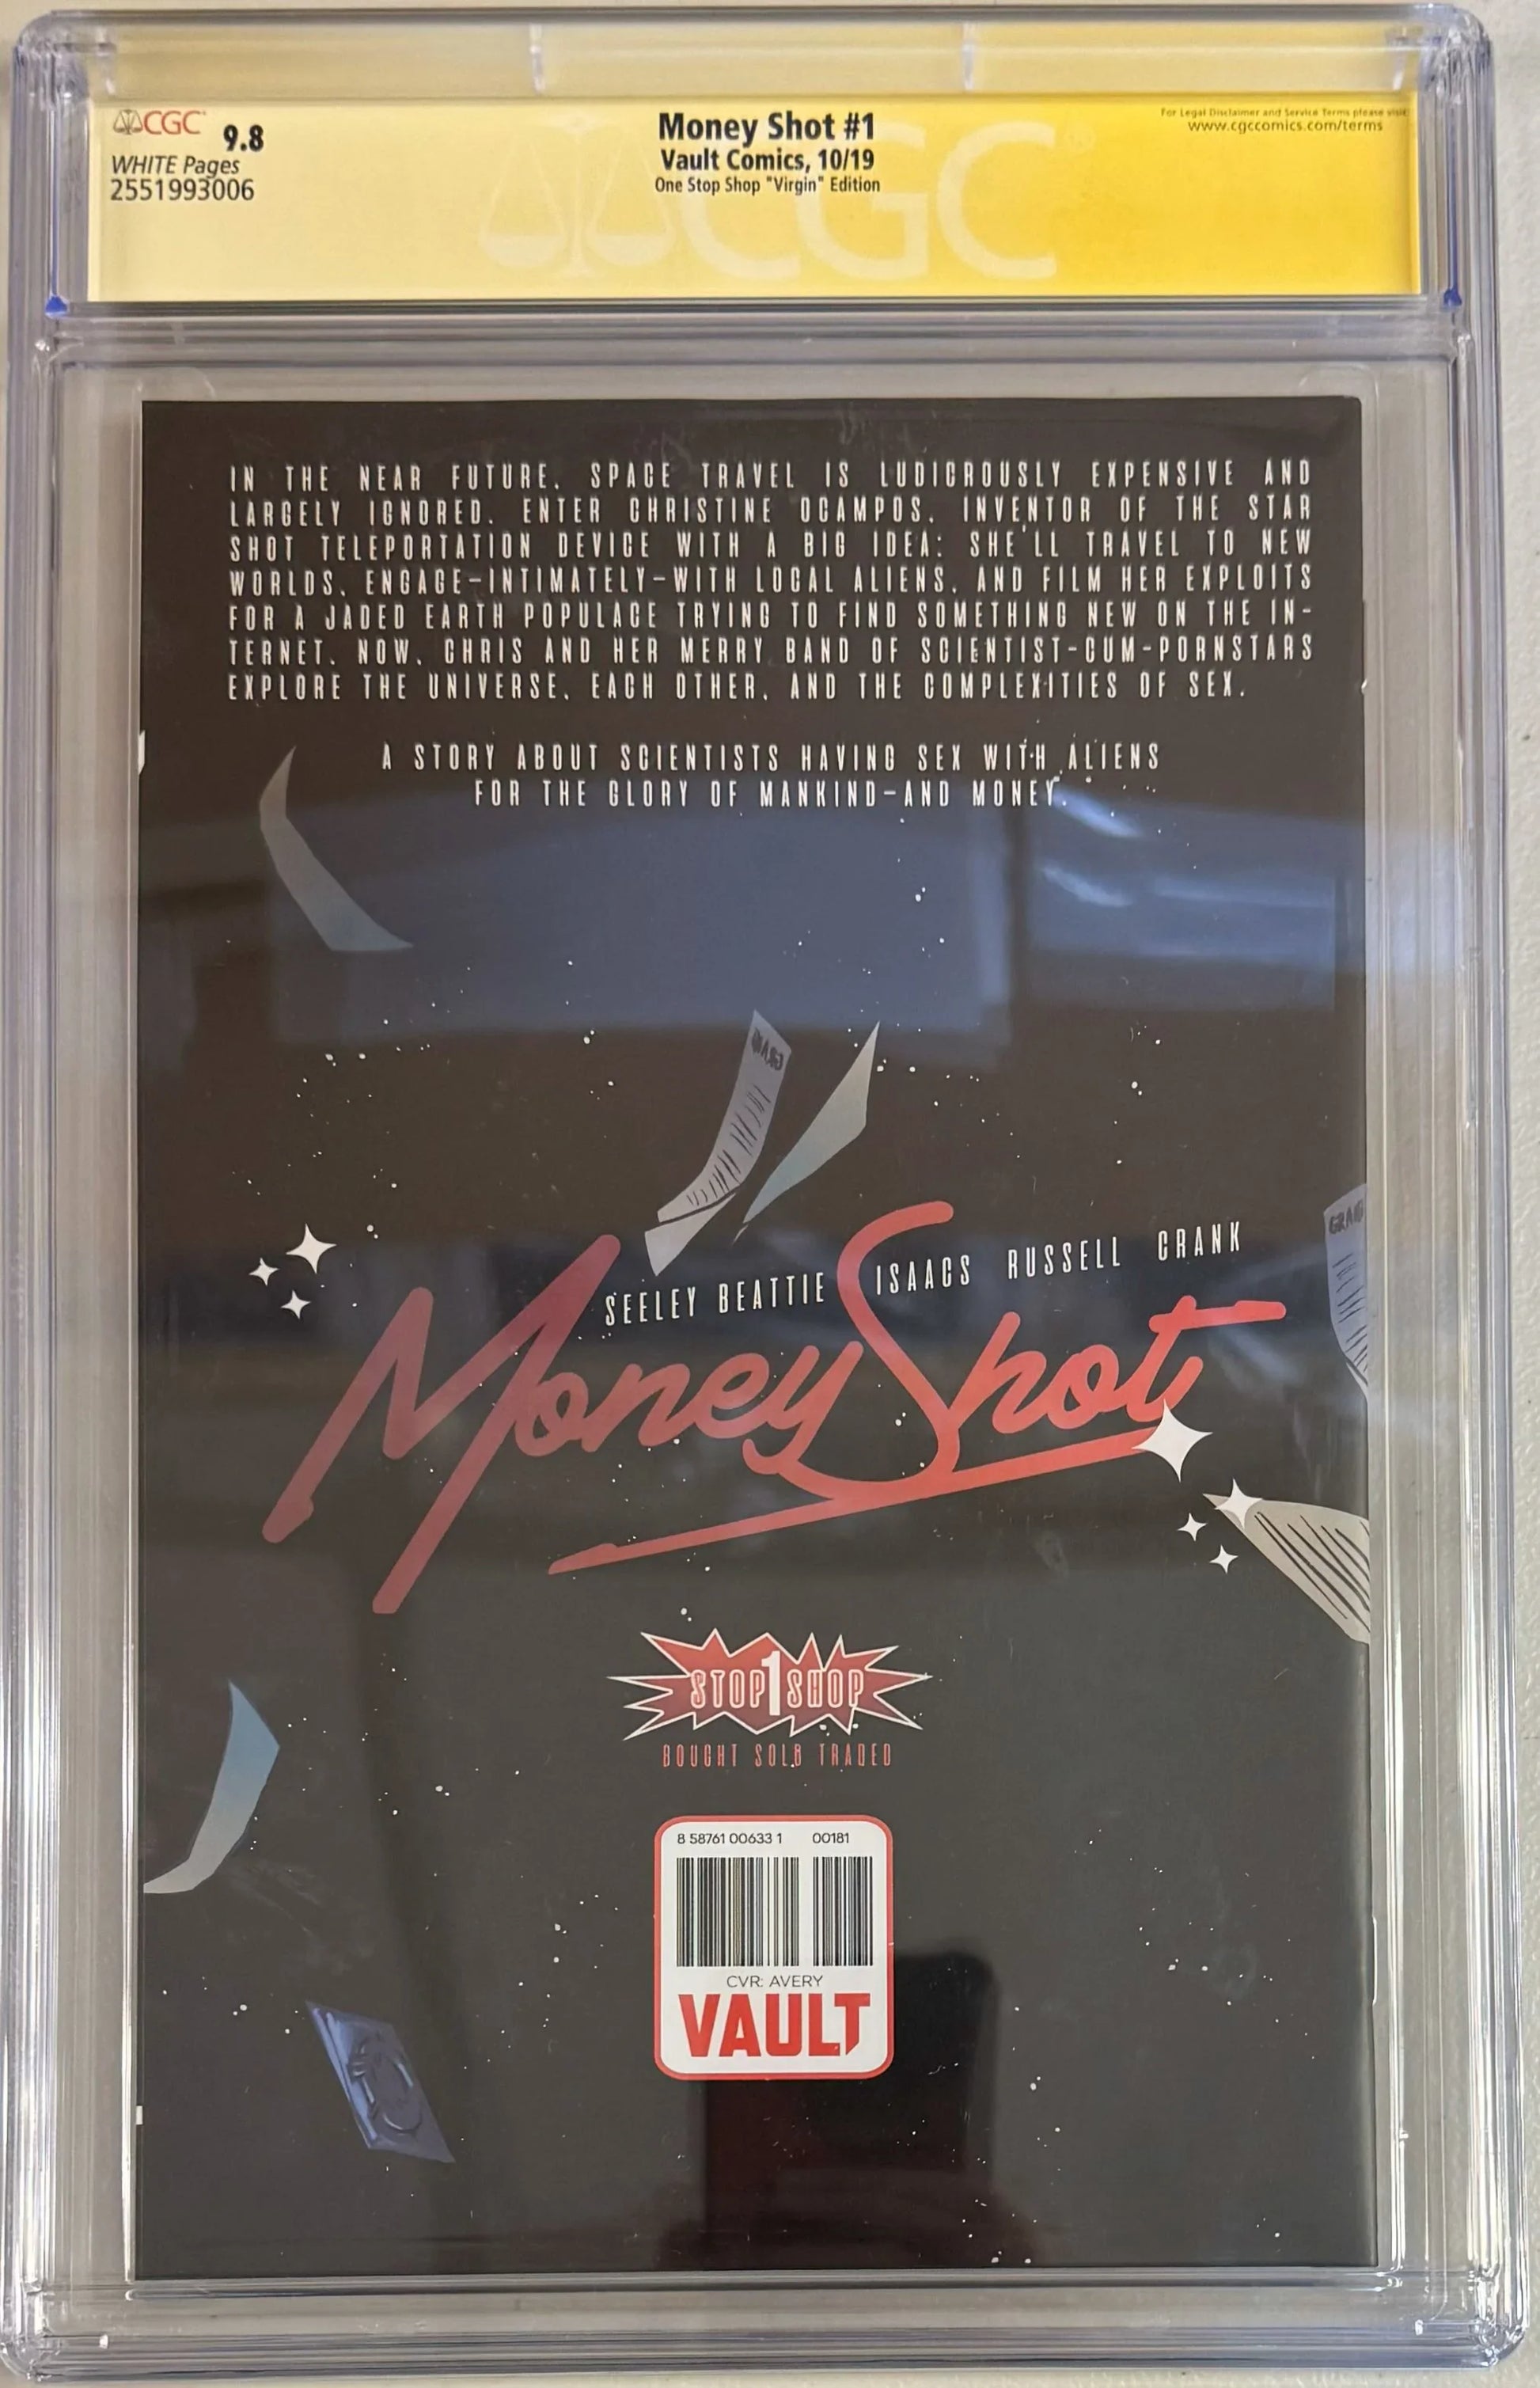 CGC
9.8
WHITE Pages
2551993006
Money Shot #1
Vault Comics, 10/19
One Stop Shop "Virgin" Edition
For Legal Disclaimer and Service Terms please visit
www.cgccomics.com/terms
CGC
IN THE NEAR FUTURE, SPACE TRAVEL IS LUDICROUSLY EXPENSIVE AND
LARGELY IGNORED. ENTER CHRISTINE OCAMPOS, INVENTOR OF THE STAR
SHOT TELEPORTATION DEVICE WITH A BIG IDEA: SHE'LL TRAVEL TO NEW
WORLDS, ENGAGE-INTIMATELY-WITH LOCAL ALIENS, AND FILM HER EXPLOITS
FOR A JADED EARTH POPULACE TRYING TO FIND SOMETHING NEW ON THE IN-
TERNET. NOW, CHRIS AND HER MERRY BAND OF SCIENTIST-CUM-PORNSTARS
EXPLORE THE UNIVERSE, EACH OTHER, AND THE COMPLEXITIES OF SEX.
A STORY ABOUT SCIENTISTS HAVING SEX WITH ALIENS
FOR THE GLORY OF MANKIND-AND MONEY.
SEELEY BEATTIE ISAACS RUSSELL CRANK
Money Shot
STOP 1 SHOP
BOUGHT SOLD TRADED
8 58761 00633 1 00181
CVR: AVERY
VAULT